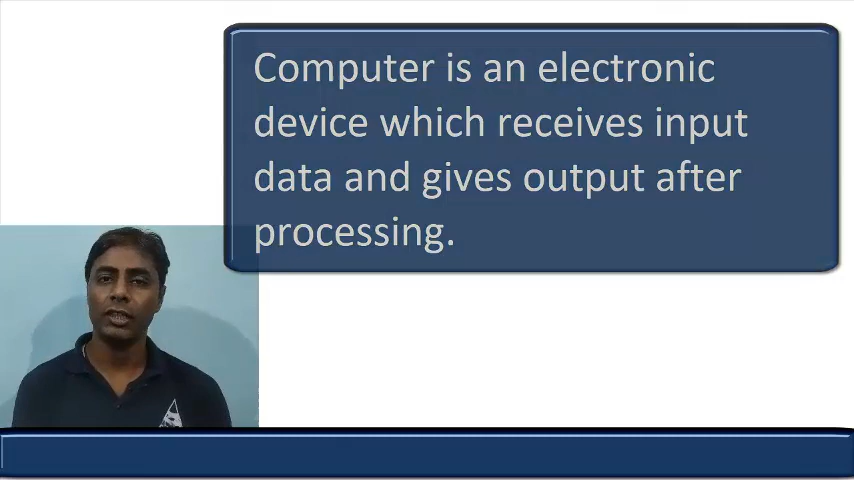 Computer is an electronic
device which receives input
data and gives output after
processing.